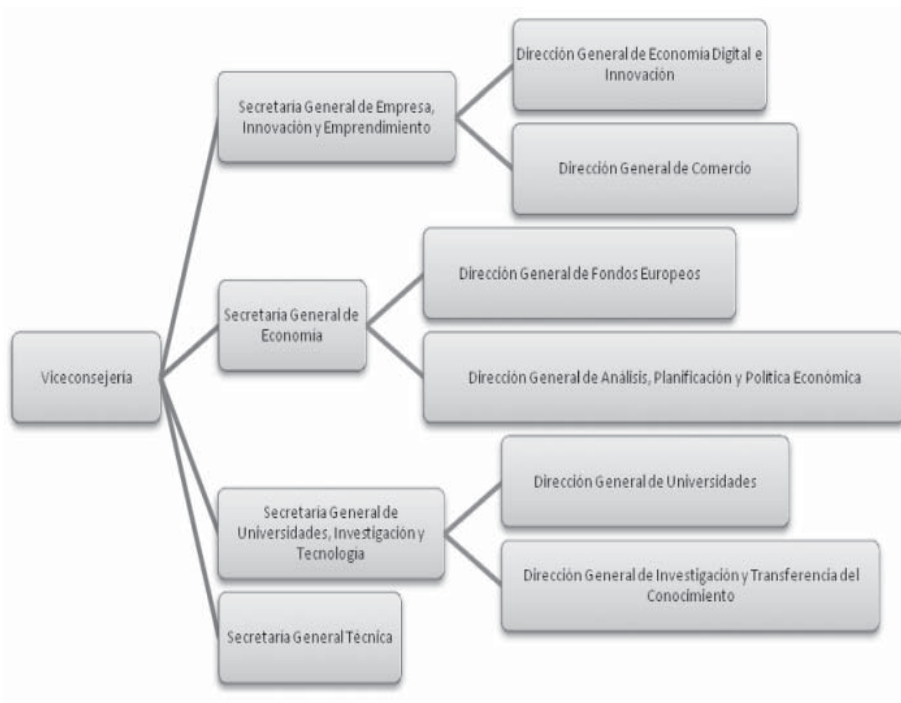 Dirección General de Economía Digital e
Innovación
Secretaría General de Empresa,
Innovación y Emprendimiento
Dirección General de Comercio
Dirección General de Fondos Europeos
Secretaría General de
Economía
Viceconsejería
Dirección General de Análisis, Planificación y Política Económica
Dirección General de Universidades
Secretaría General de
Universidades, Investigación y
Tecnología
Dirección General de Investigación y Transferencia del
Conocimiento
Secretaría General Técnica